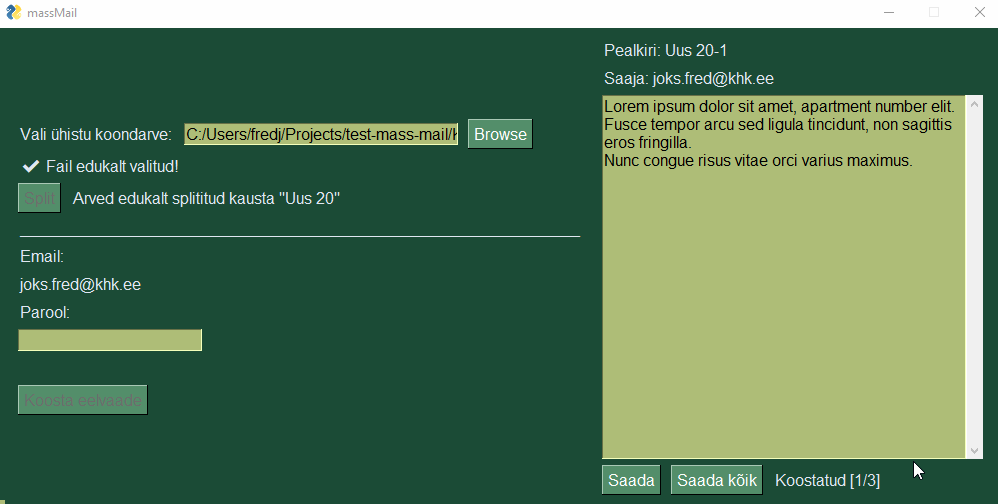 massMail
Vali ühistu koondarve: C:/Users/fredj/Projects/test-mass-mail/ Browse
Fail edukalt valitud!
Split Arved edukalt splititud kausta "Uus 20"
Email:
joks.fred@khk.ee
Parool:
Koosta eelvaade
Pealkiri: Uus 20-1
Saaja: joks.fred@khk.ee
Lorem ipsum dolor sit amet, apartment number elit.
Fusce tempor arcu sed ligula tincidunt, non sagittis
eros fringilla.
Nunc congue risus vitae orci varius maximus.
Saada Saada kõik Koostatud [1/3]